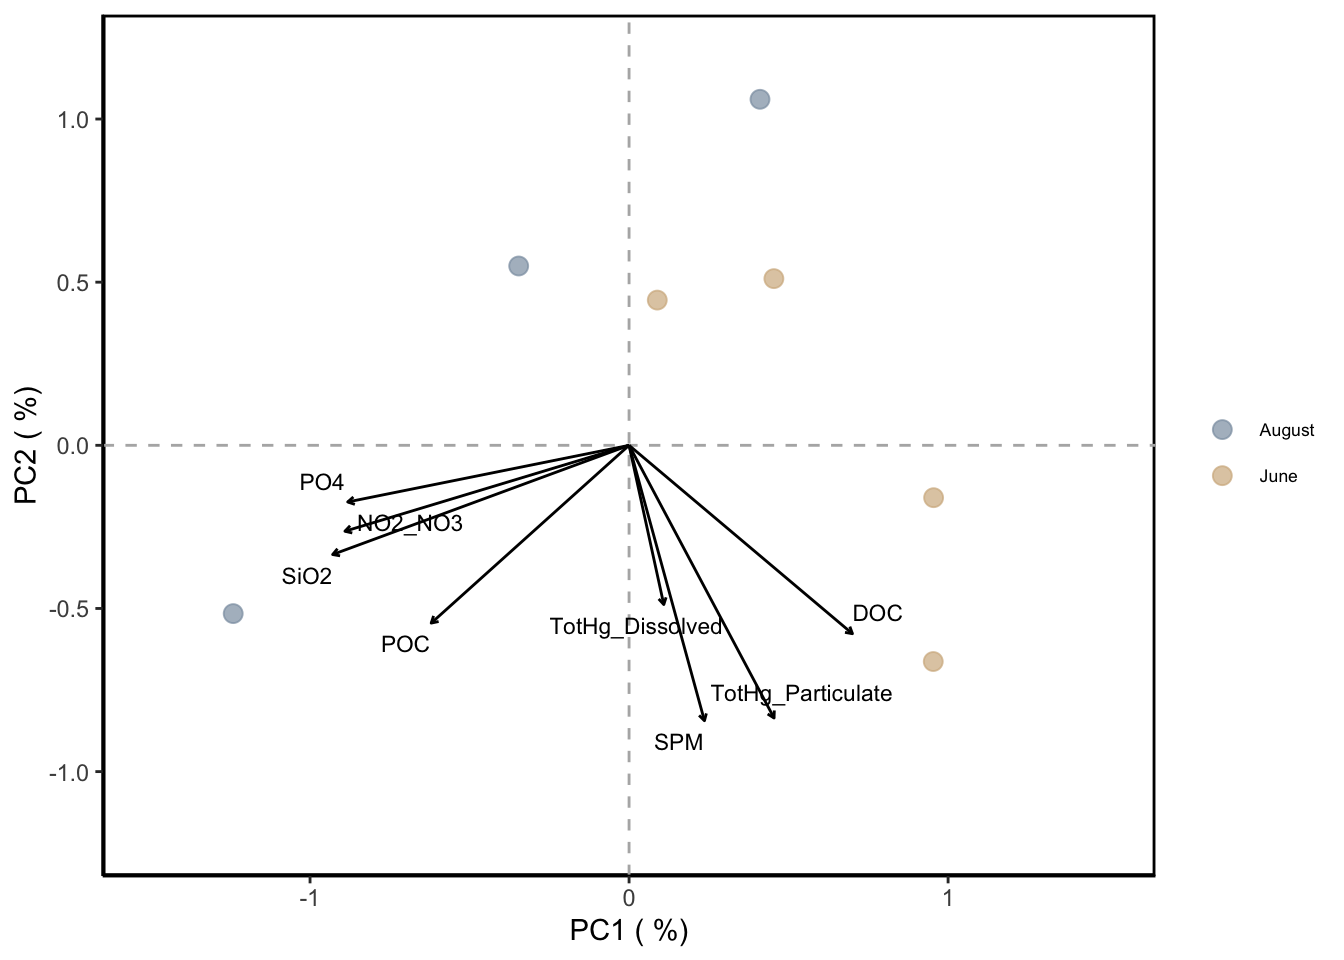 1.0
0.5
0.0
-0.5
-1.0
PC2 ( %)
PO4
NO2_NO3
SiO2
POC
TotHg_Dissolved
DOC
TotHg_Particulate
SPM
-1
0
1
PC1 ( %)
August
June